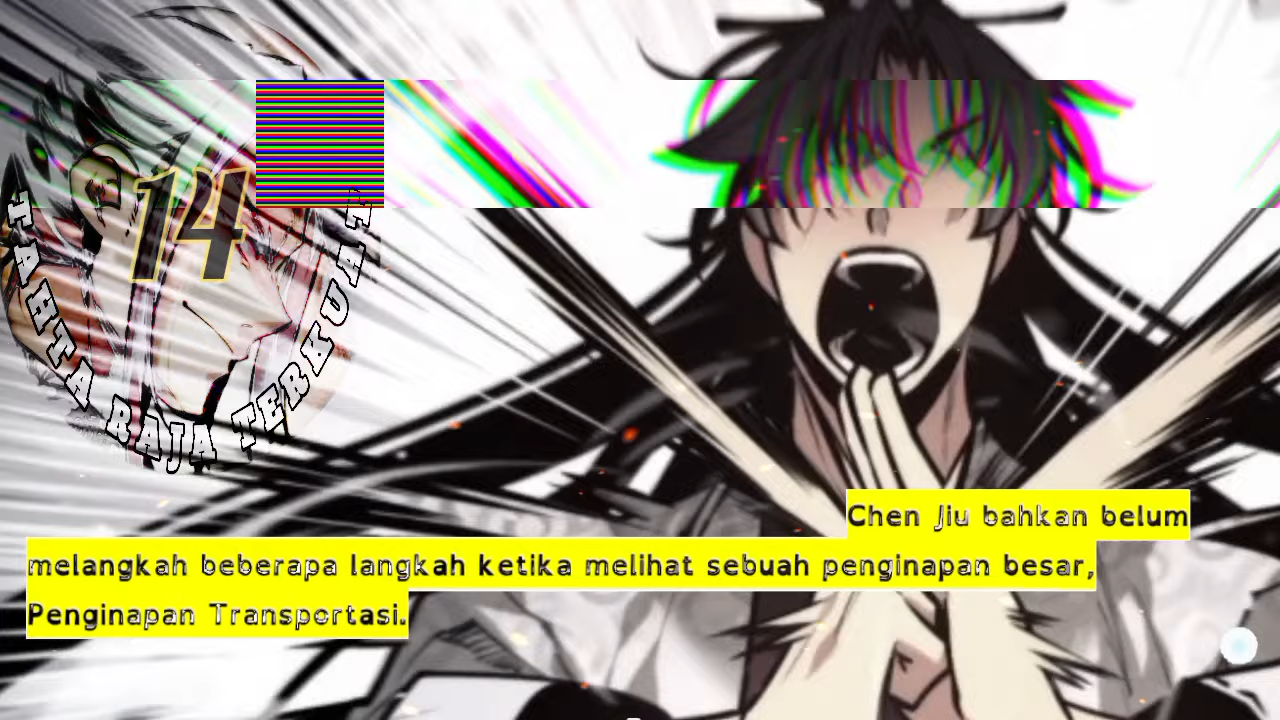 14
TAHTA RAJA TERKUAT
Chen Jiu bahkan belum
melangkah beberapa langkah ketika melihat sebuah penginapan besar,
Penginapan Transportasi.